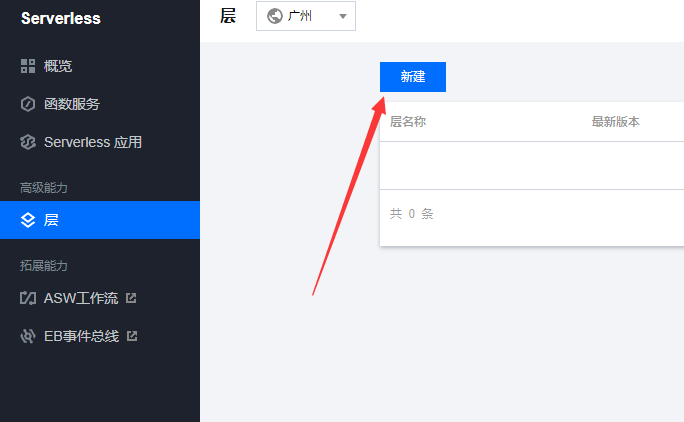 Serverless
概览
函数服务
Serverless 应用
高级能力
层
拓展能力
ASW工作流
EB事件总线
层
广州
新建
层名称
最新版本
共 0 条